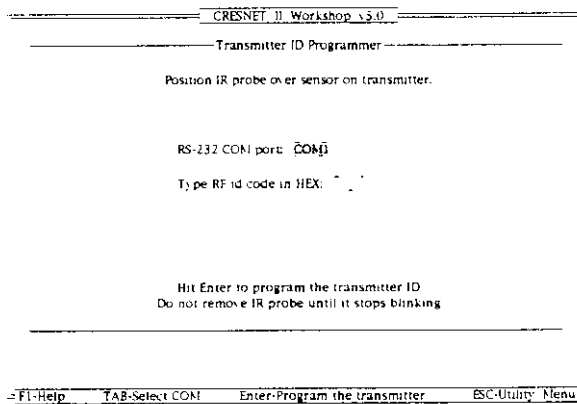 CRESNET II Workshop v5.0
Transmitter ID Programmer
Position IR probe over sensor on transmitter.
RS-232 COM port: COM1
Type RF id code in HEX:
Hit Enter to program the transmitter ID
Do not remove IR probe until it stops blinking
F1-Help TAB-Select COM Enter-Program the transmitter ESC-Utility Menu